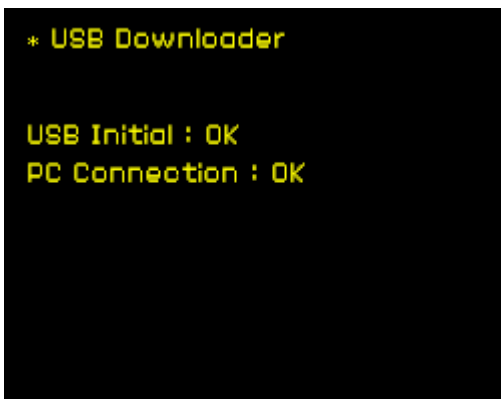 * USB Downloader
USB Initial : OK
PC Connection : OK